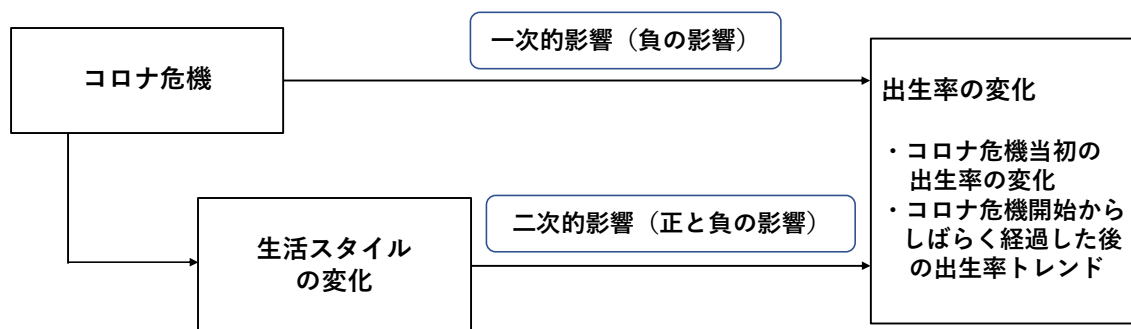 一次的影響（負の影響）
コロナ危機
出生率の変化
・コロナ危機当初の
出生率の変化
・コロナ危機開始から
しばらく経過した後
の出生率トレンド
二次的影響（正と負の影響）
生活スタイル
の変化